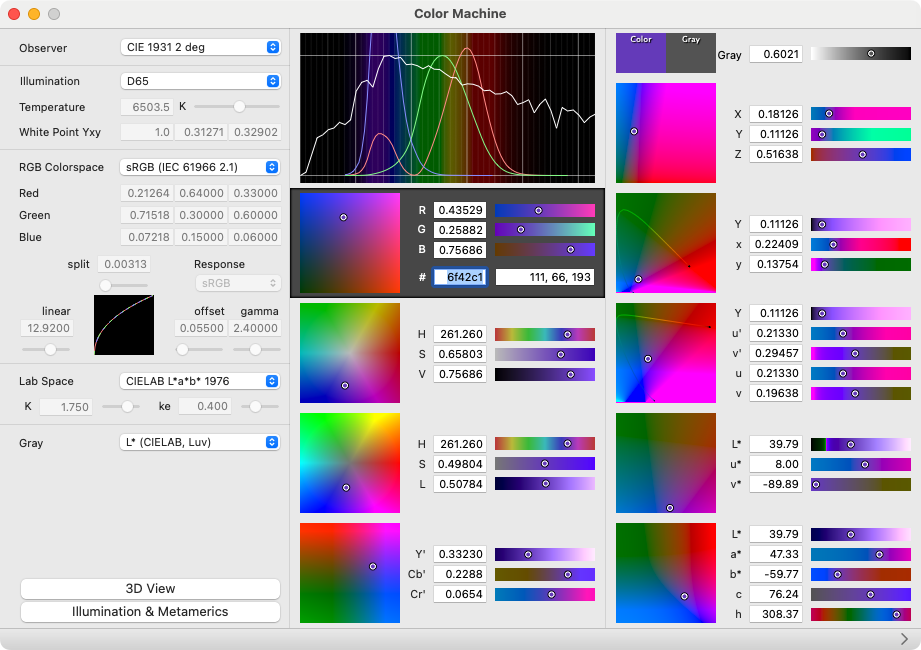 Color Machine
Observer CIE 1931 2 deg
Illumination D65
Temperature 6503.5 K
White Point Yxy 1.0 0.31271 0.32902
RGB Colorspace sRGB (IEC 61966 2.1)
Red 0.21264 0.64000 0.33000
Green 0.71518 0.30000 0.60000
Blue 0.07218 0.15000 0.06000
split 0.00313 Response
sRGB
linear offset gamma
12.9200 0.05500 2.40000
Lab Space CIELAB L*a*b* 1976
K 1.750 ke 0.400
Gray L* (CIELAB, Luv)
3D View
Illumination & Metamerics
R 0.43529
G 0.25882
B 0.75686
# 6f42c1 111, 66, 193
H 261.260
S 0.65803
V 0.75686
H 261.260
S 0.49804
L 0.50784
Y' 0.33230
Cb' 0.2288
Cr' 0.0654
Color Gray
Gray 0.6021
X 0.18126
Y 0.11126
Z 0.51638
Y 0.11126
x 0.22409
y 0.13754
Y 0.11126
u' 0.21330
v' 0.29457
u 0.21330
v 0.19638
L* 39.79
u* 8.00
v* -89.89
L* 39.79
a* 47.33
b* -59.77
c 76.24
h 308.37